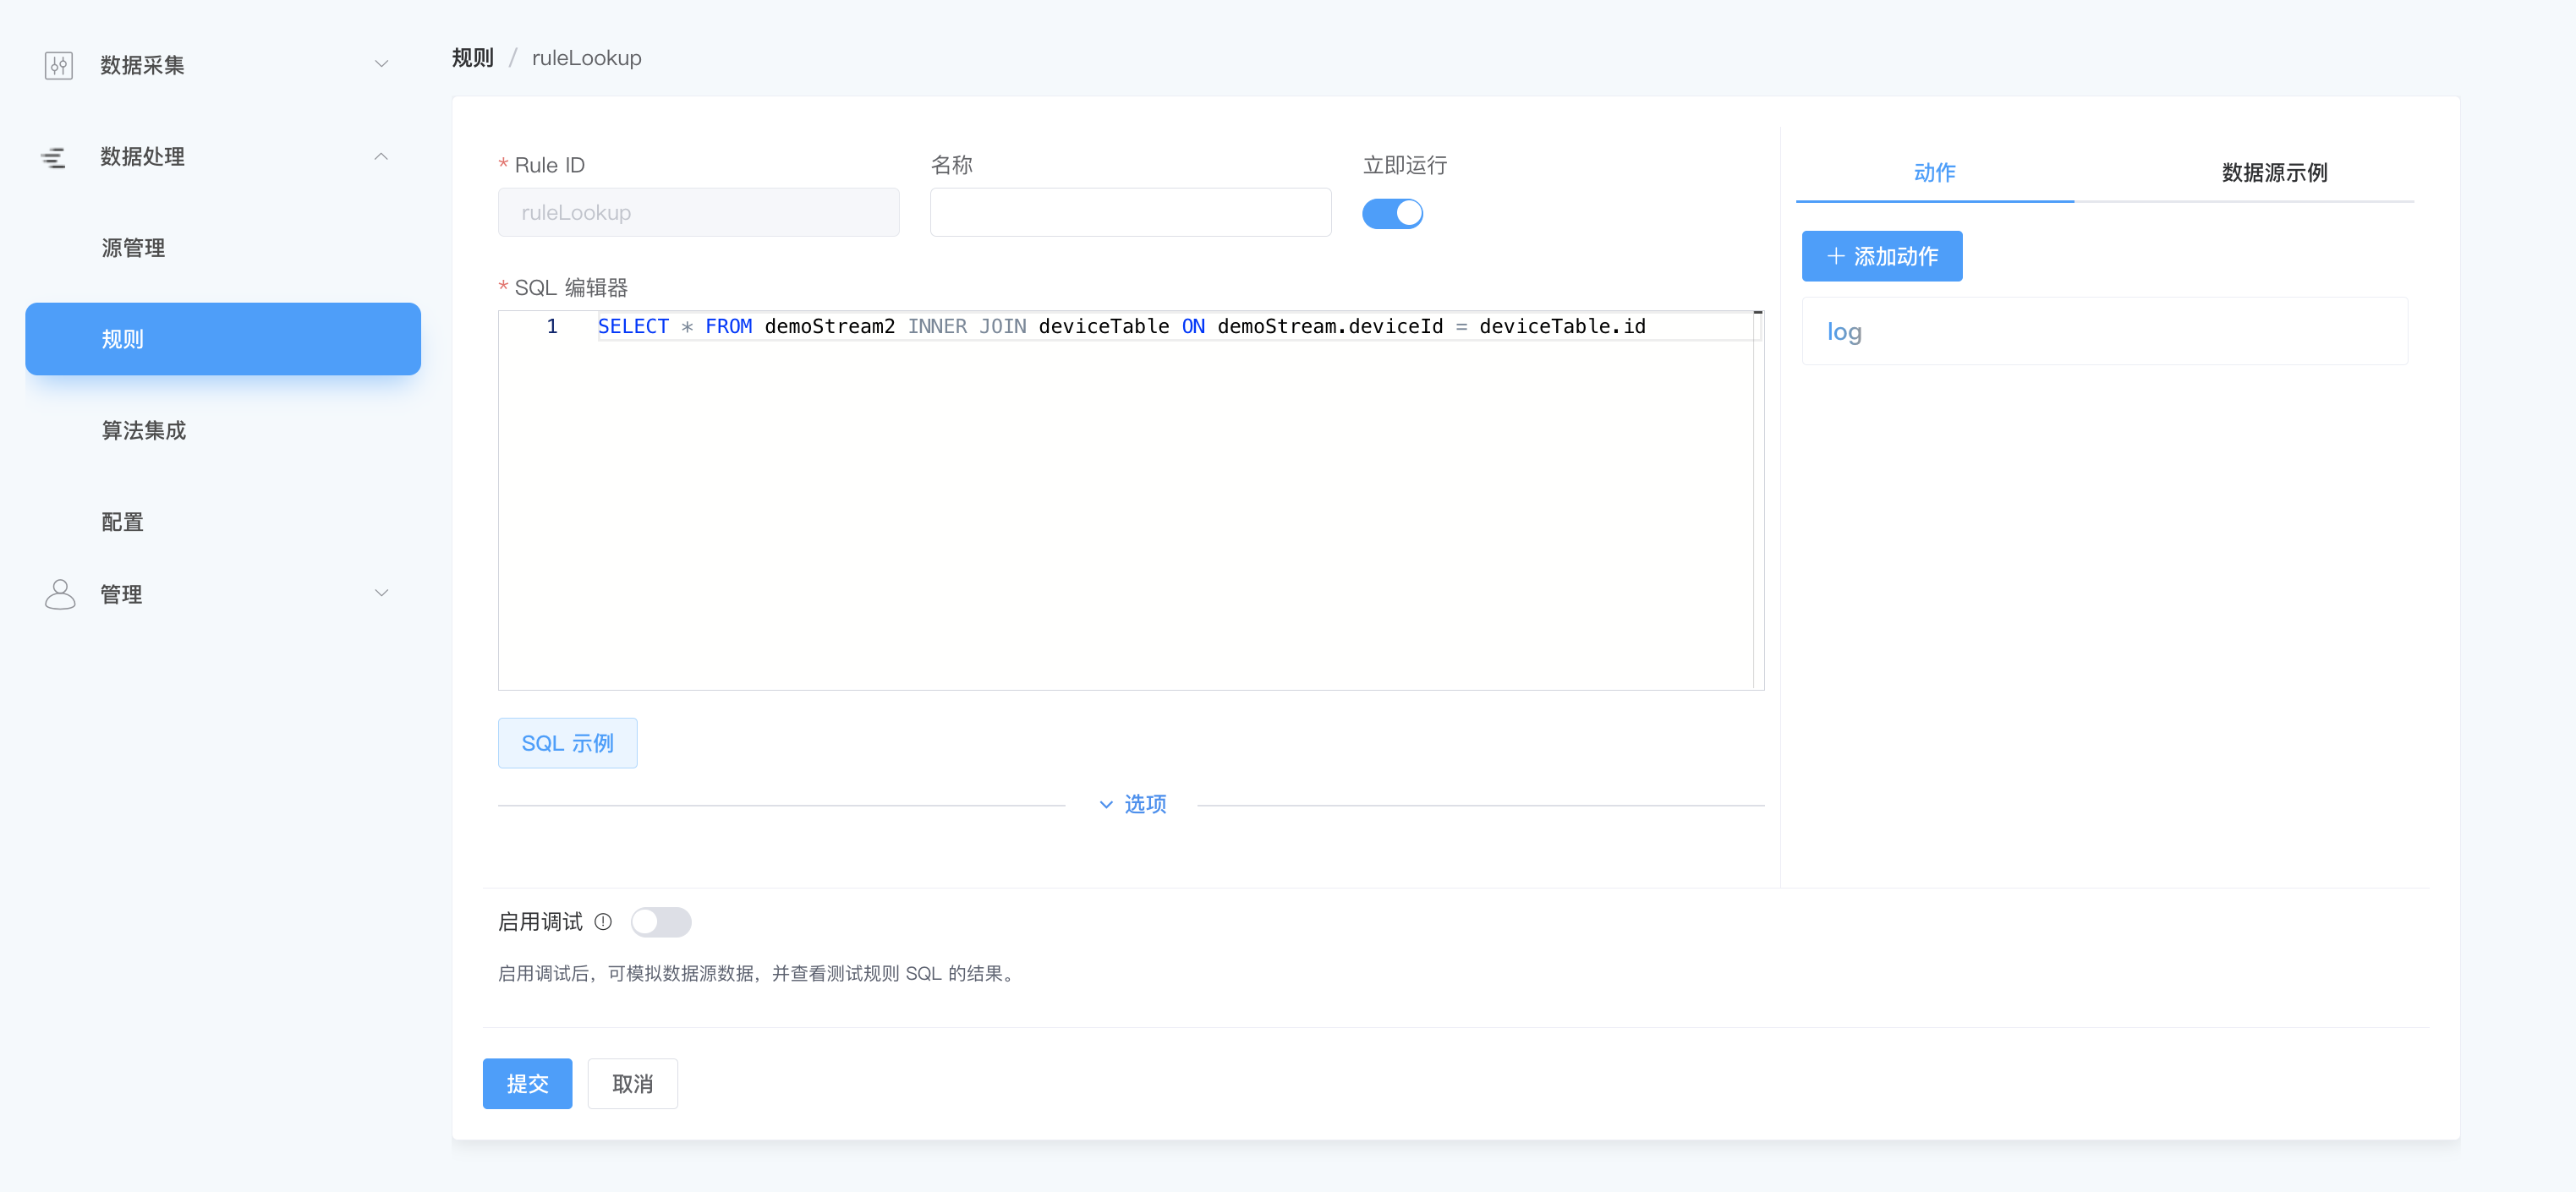 数据采集
数据处理
源管理
规则
算法集成
配置
管理
规则 / ruleLookup
* Rule ID
名称
立即运行
ruleLookup
* SQL 编辑器
1 SELECT * FROM demoStream2 INNER JOIN deviceTable ON demoStream.deviceId = deviceTable.id
SQL 示例
选项
动作
数据源示例
添加动作
log
启用调试
启用调试后，可模拟数据源数据，并查看测试规则 SQL 的结果。
提交
取消